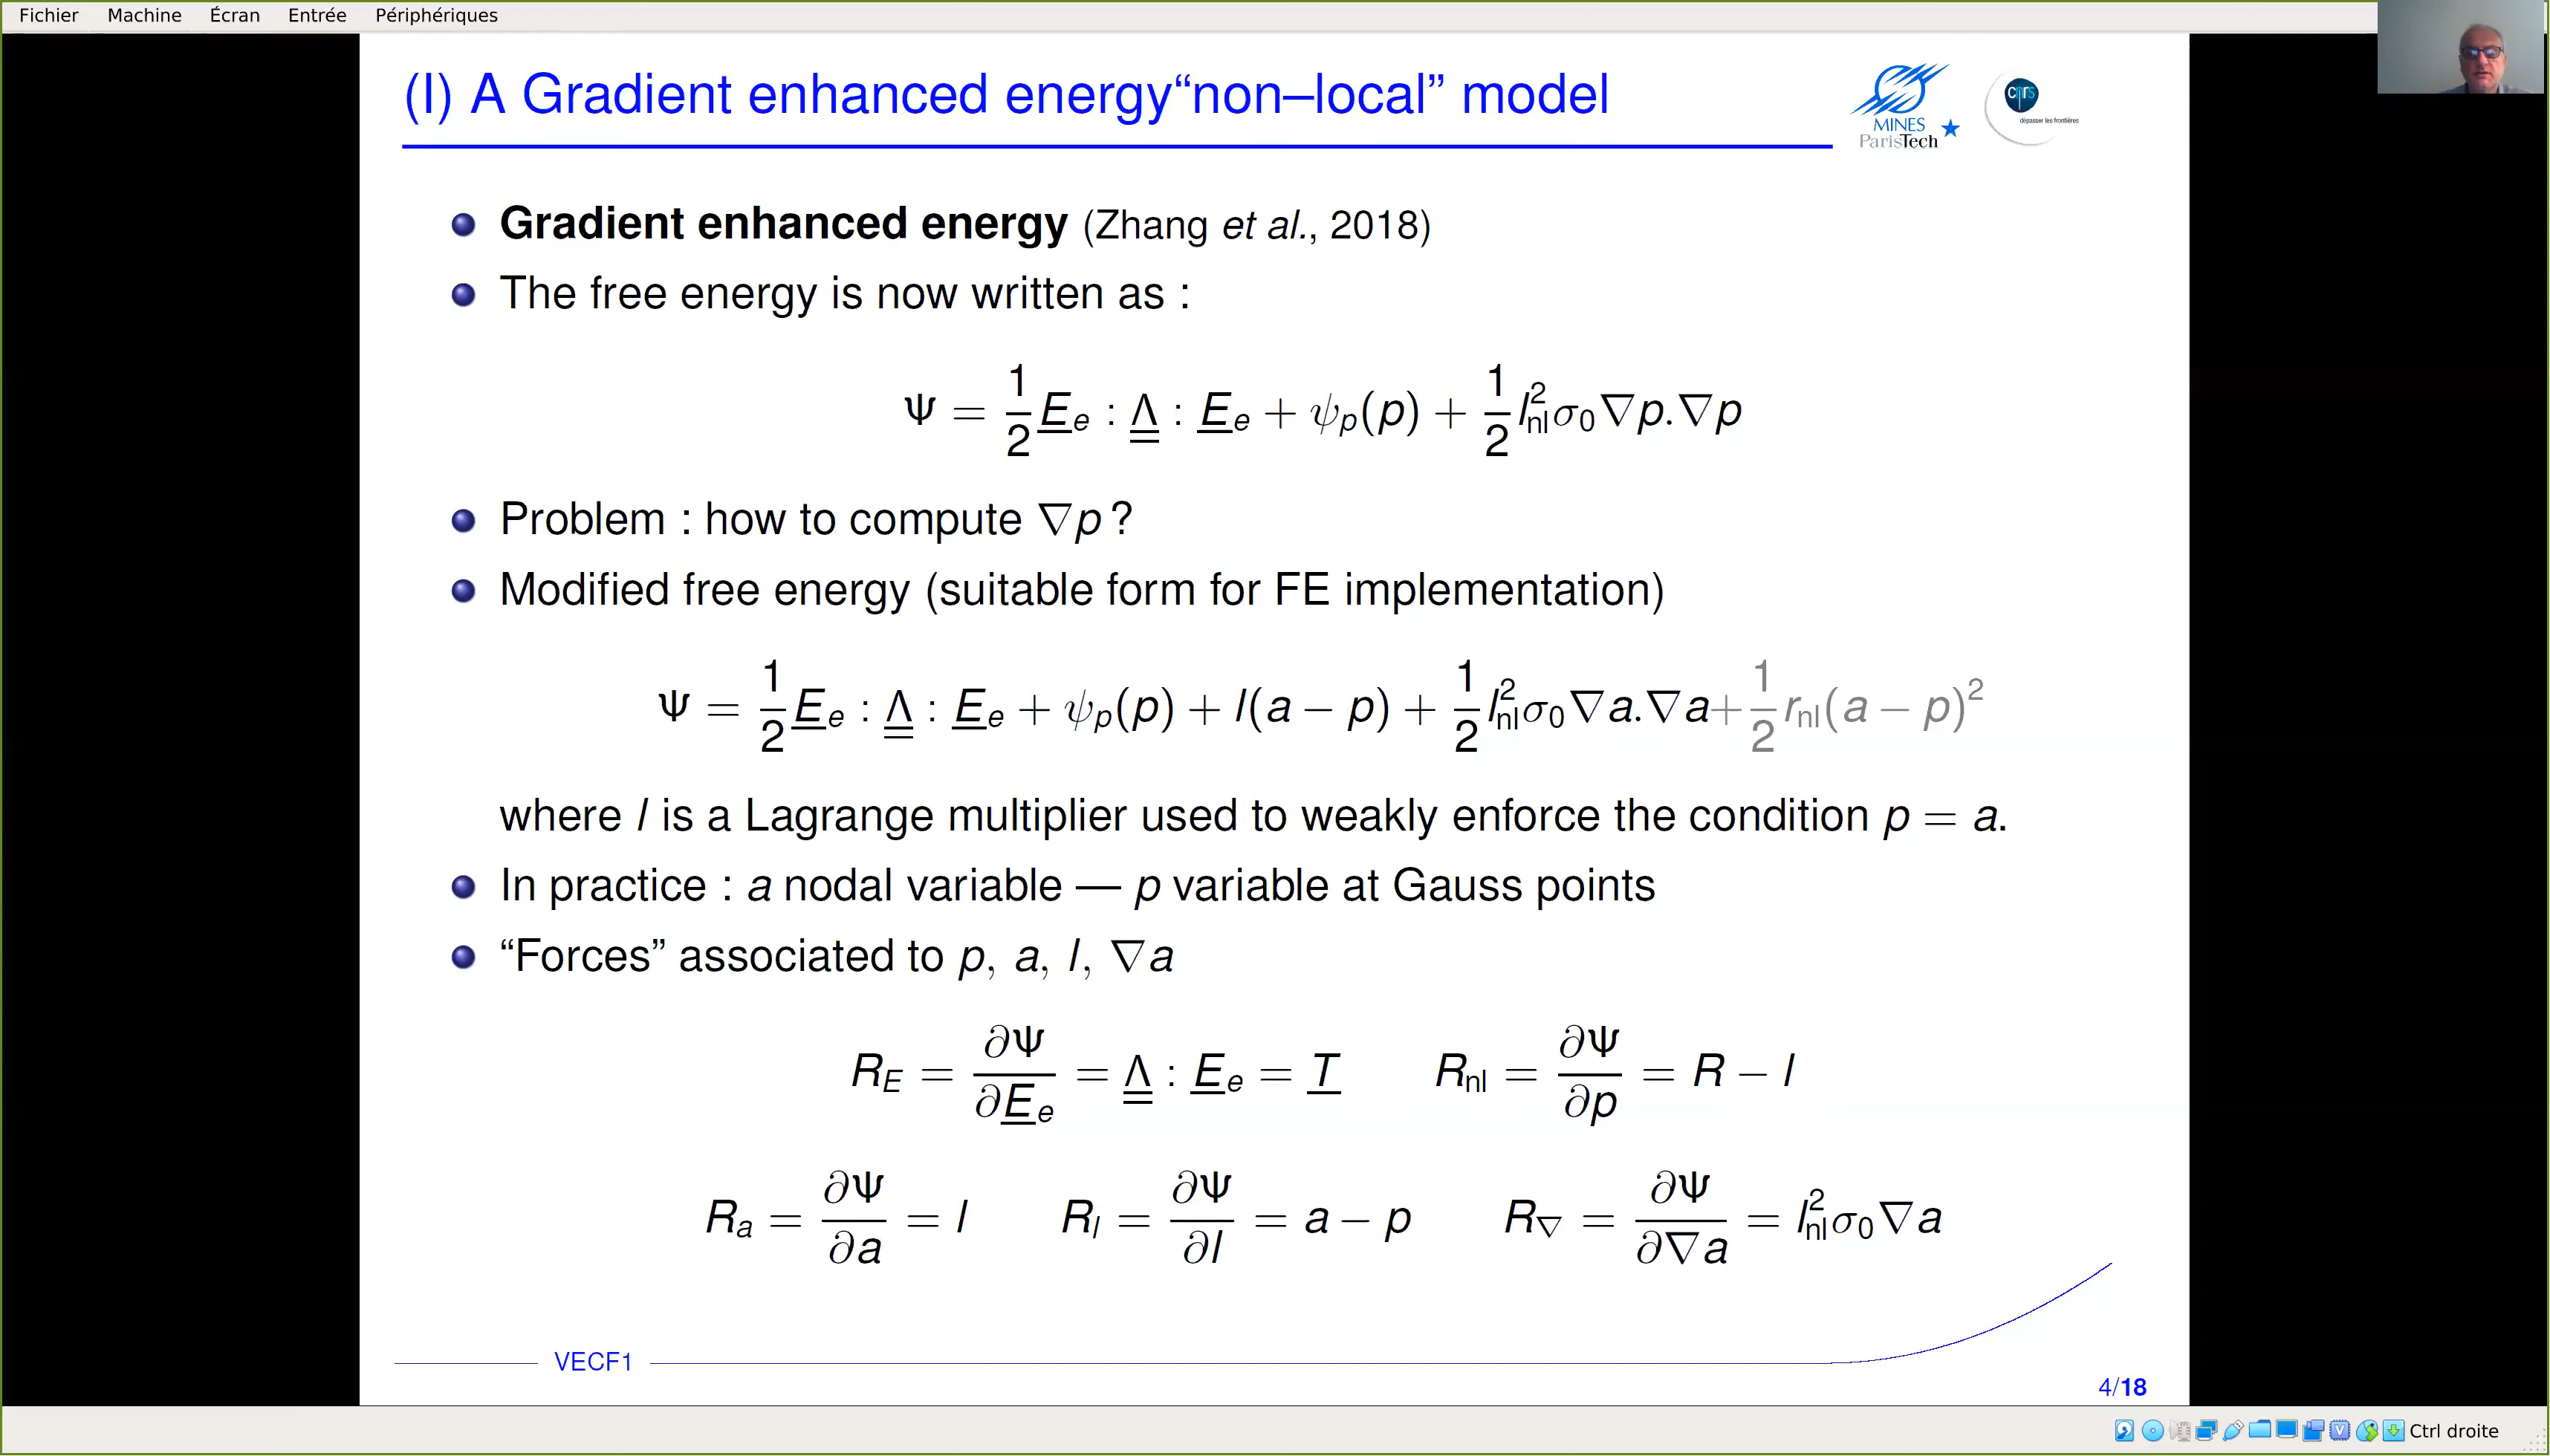 Fichier Machine Écran Entrée Périphériques
(I) A Gradient enhanced energy“non–local” model
MINES
ParisTech
cnrs
dépasser les frontières
Gradient enhanced energy (Zhang et al., 2018)
The free energy is now written as :
Ψ = 1/2 E_e : Λ : E_e + ψ_p(p) + 1/2 l_nl^2 σ_0 ∇p.∇p
Problem : how to compute ∇p ?
Modified free energy (suitable form for FE implementation)
Ψ = 1/2 E_e : Λ : E_e + ψ_p(p) + l(a − p) + 1/2 l_nl^2 σ_0 ∇a.∇a + 1/2 r_nl(a − p)^2
where l is a Lagrange multiplier used to weakly enforce the condition p = a.
In practice : a nodal variable — p variable at Gauss points
“Forces” associated to p, a, l, ∇a
R_E = ∂Ψ/∂E_e = Λ : E_e = T R_nl = ∂Ψ/∂p = R − l
R_a = ∂Ψ/∂a = l R_l = ∂Ψ/∂l = a − p R_∇ = ∂Ψ/∂∇a = l_nl^2 σ_0 ∇a
VECF1
4/18
Ctrl droite